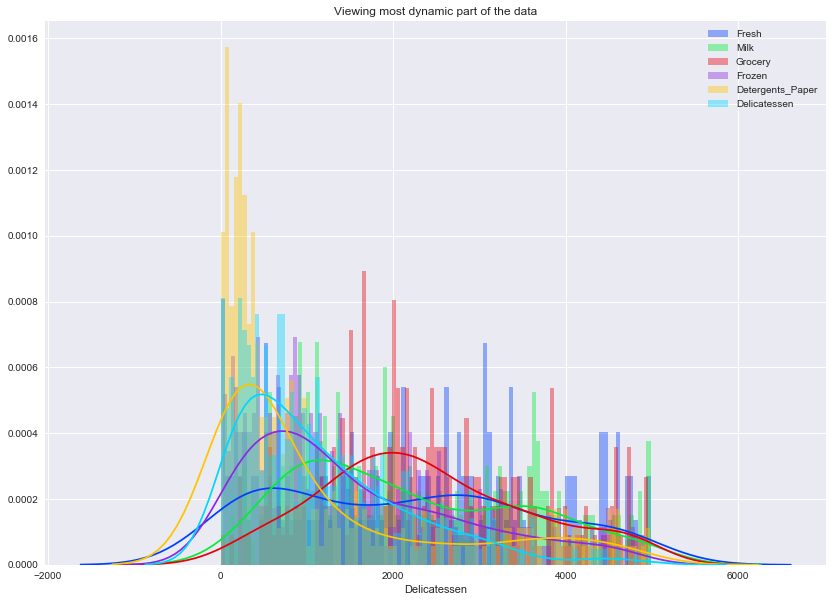 Viewing most dynamic part of the data
Fresh
Milk
Grocery
Frozen
Detergents_Paper
Delicatessen
0.0016
0.0014
0.0012
0.0010
0.0008
0.0006
0.0004
0.0002
0.0000
−2000
0
2000
4000
6000
Delicatessen